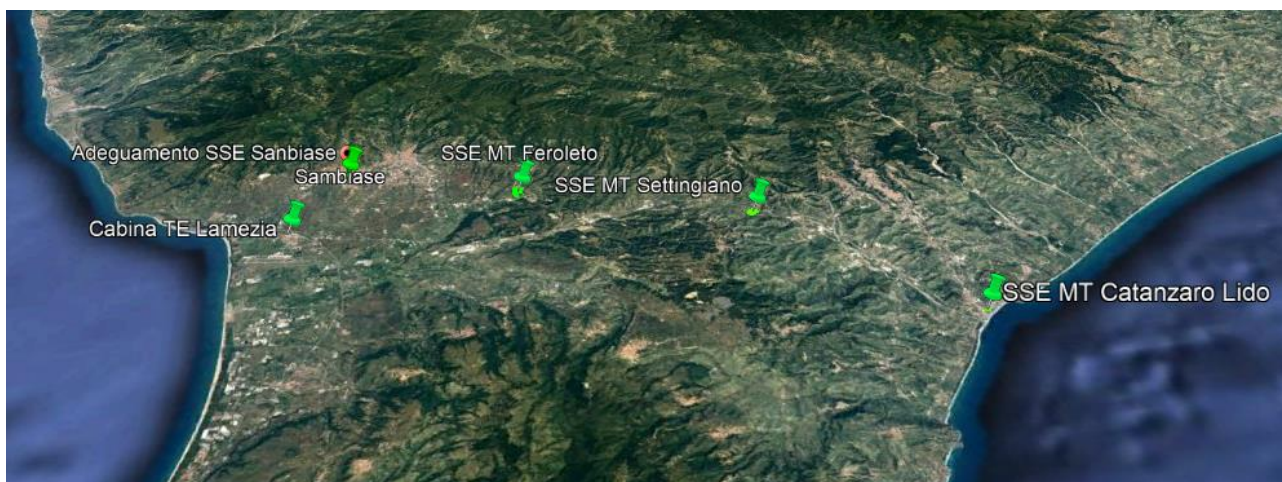 Adeguamento SSE Sanbiase
SSE MT Feroleto
Sambiase
SSE MT Settingiano
Cabina TE Lamezia
SSE MT Catanzaro Lido